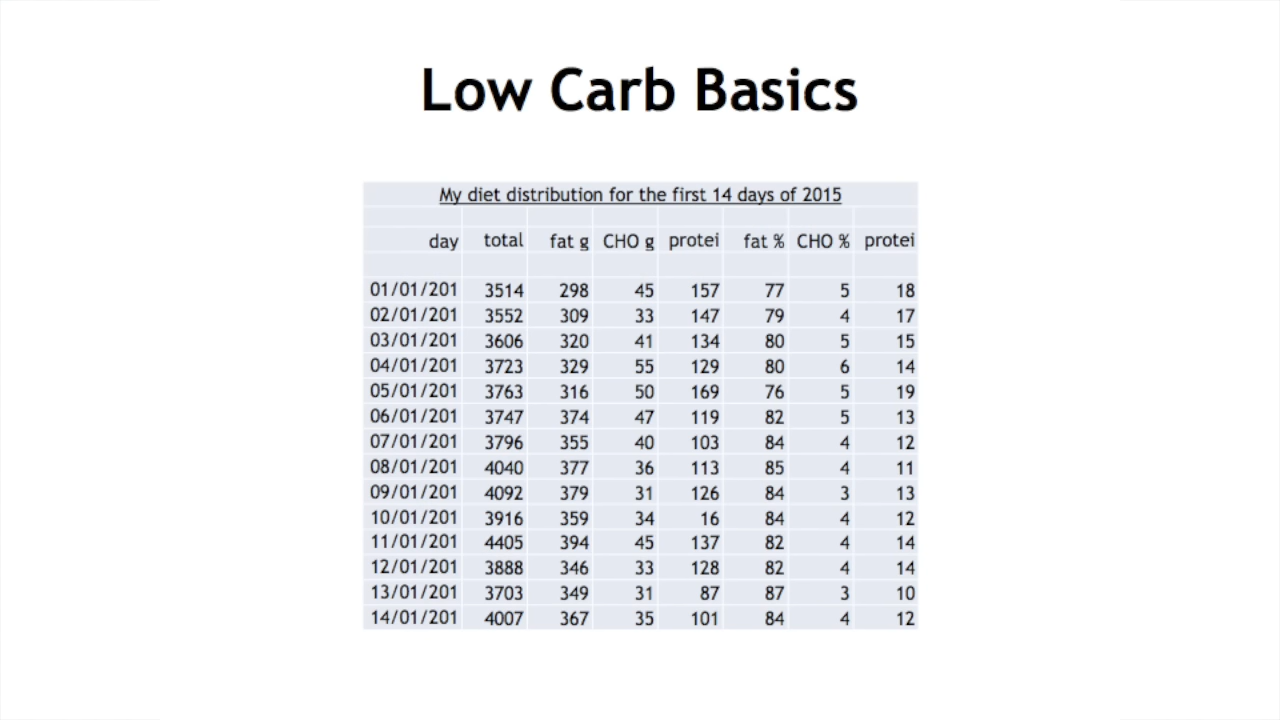 Low Carb Basics
My diet distribution for the first 14 days of 2015
day total fat g CHO g protei fat % CHO % protei
01/01/201 3514 298 45 157 77 5 18
02/01/201 3552 309 33 147 79 4 17
03/01/201 3606 320 41 134 80 5 15
04/01/201 3723 329 55 129 80 6 14
05/01/201 3763 316 50 169 76 5 19
06/01/201 3747 374 47 119 82 5 13
07/01/201 3796 355 40 103 84 4 12
08/01/201 4040 377 36 113 85 4 11
09/01/201 4092 379 31 126 84 3 13
10/01/201 3916 359 34 16 84 4 12
11/01/201 4405 394 45 137 82 4 14
12/01/201 3888 346 33 128 82 4 14
13/01/201 3703 349 31 87 87 3 10
14/01/201 4007 367 35 101 84 4 12